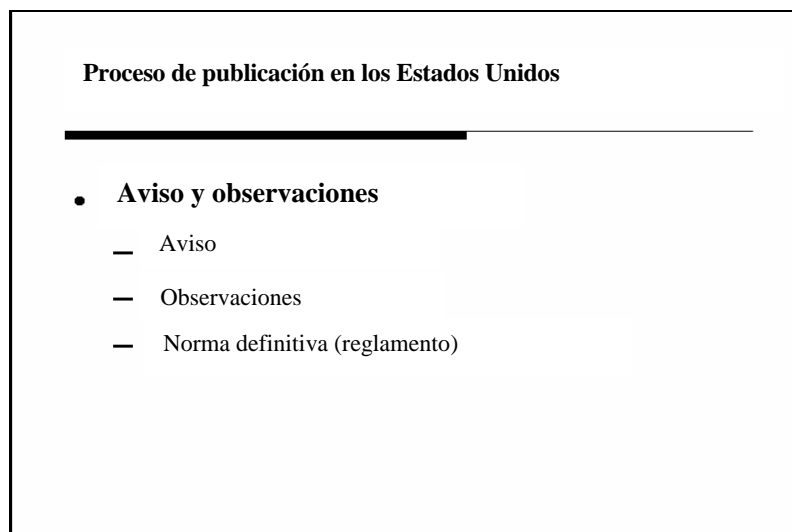 Proceso de publicación en los Estados Unidos
• Aviso y observaciones
– Aviso
– Observaciones
– Norma definitiva (reglamento)